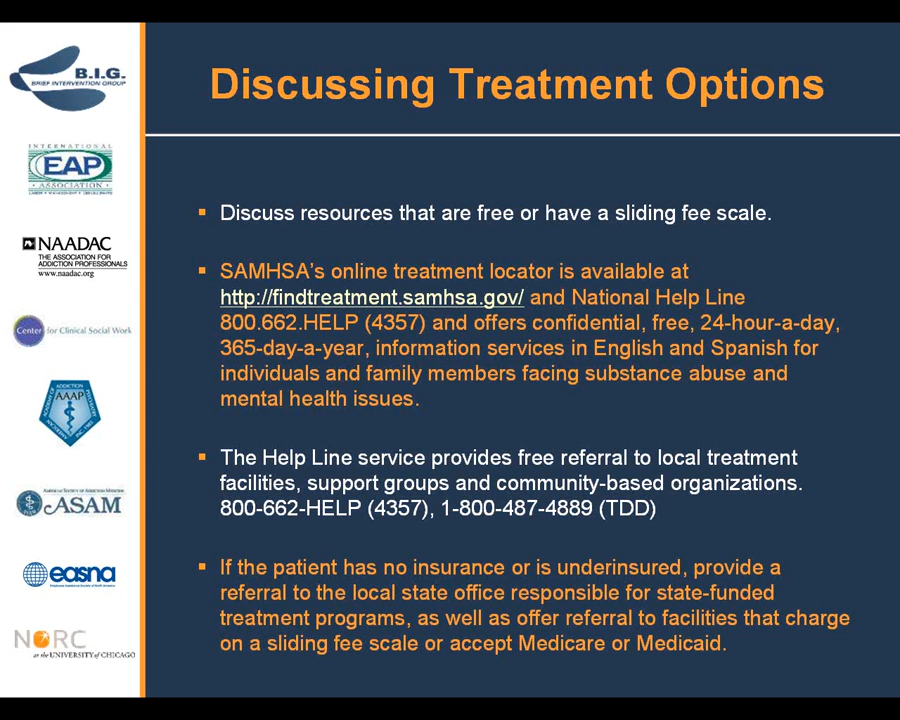 B.I.G.
BRIEF INTERVENTION GROUP
INTERNATIONAL
EAP
ASSOCIATION
NAADAC
THE ASSOCIATION FOR
ADDICTION PROFESSIONALS
www.naadac.org
Center for Clinical Social Work
AAAP
AMERICAN SOCIETY OF ADDICTION MEDICINE
ASAM
easna
NORC
at the UNIVERSITY of CHICAGO
Discussing Treatment Options
▪ Discuss resources that are free or have a sliding fee scale.
▪ SAMHSA’s online treatment locator is available at
http://findtreatment.samhsa.gov/ and National Help Line
800.662.HELP (4357) and offers confidential, free, 24-hour-a-day,
365-day-a-year, information services in English and Spanish for
individuals and family members facing substance abuse and
mental health issues.
▪ The Help Line service provides free referral to local treatment
facilities, support groups and community-based organizations.
800-662-HELP (4357), 1-800-487-4889 (TDD)
▪ If the patient has no insurance or is underinsured, provide a
referral to the local state office responsible for state-funded
treatment programs, as well as offer referral to facilities that charge
on a sliding fee scale or accept Medicare or Medicaid.